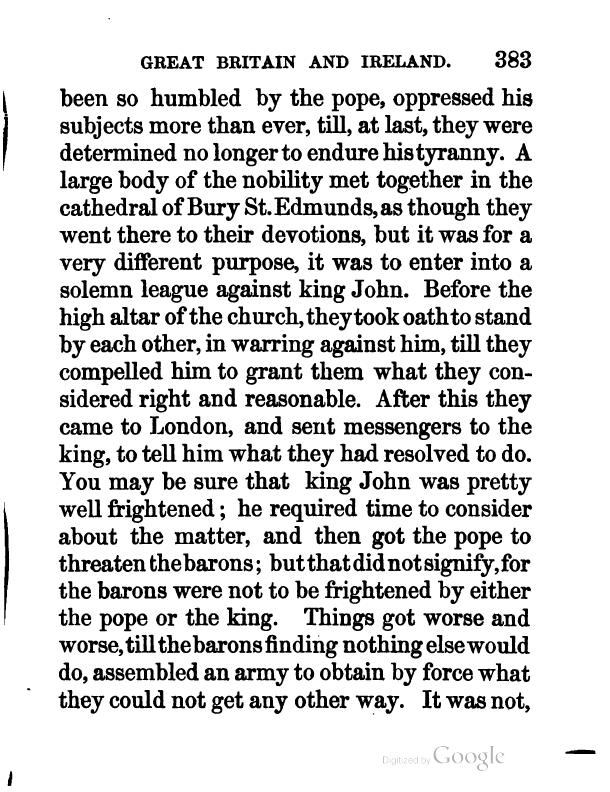 GREAT BRITAIN AND IRELAND. 383
been so humbled by the pope, oppressed his
subjects more than ever, till, at last, they were
determined no longer to endure his tyranny. A
large body of the nobility met together in the
cathedral of Bury St. Edmunds, as though they
went there to their devotions, but it was for a
very different purpose, it was to enter into a
solemn league against king John. Before the
high altar of the church, they took oath to stand
by each other, in warring against him, till they
compelled him to grant them what they con-
sidered right and reasonable. After this they
came to London, and sent messengers to the
king, to tell him what they had resolved to do.
You may be sure that king John was pretty
well frightened; he required time to consider
about the matter, and then got the pope to
threaten the barons; but that did not signify, for
the barons were not to be frightened by either
the pope or the king. Things got worse and
worse, till the barons finding nothing else would
do, assembled an army to obtain by force what
they could not get any other way. It was not,
Digitized by Google